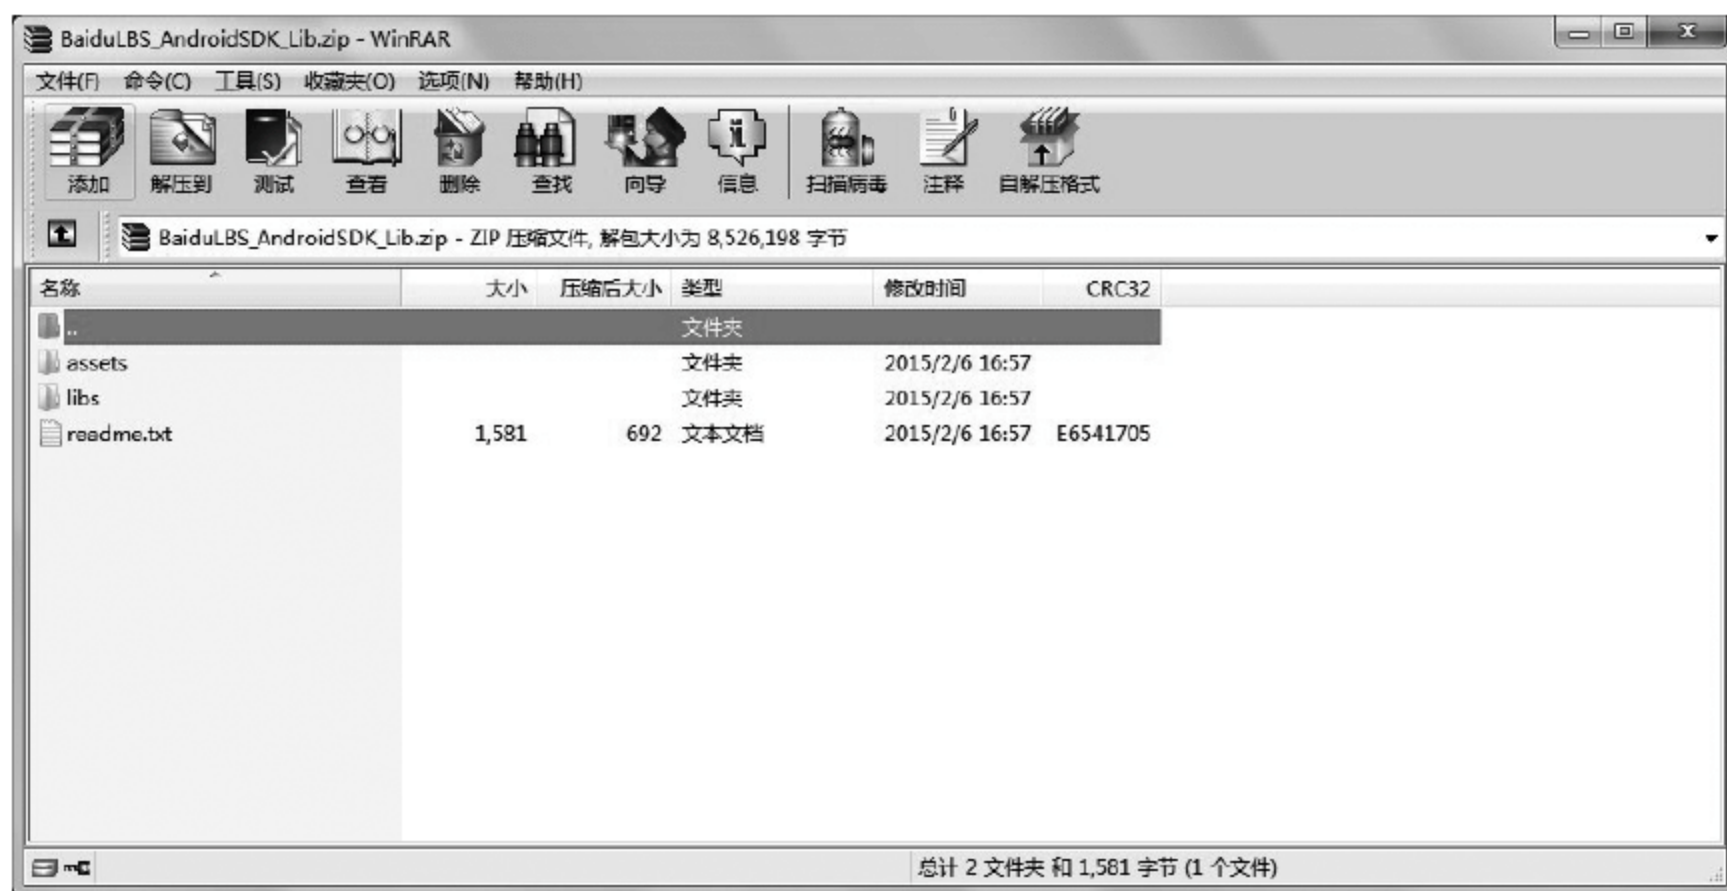 BaiduLBS_AndroidSDK_Lib.zip - WinRAR
文件(F) 命令(C) 工具(S) 收藏夹(O) 选项(N) 帮助(H)
添加 解压到 测试 查看 删除 查找 向导 信息 扫描病毒 注释 自解压格式
BaiduLBS_AndroidSDK_Lib.zip - ZIP 压缩文件, 解包大小为 8,526,198 字节
名称 大小 压缩后大小 类型 修改时间 CRC32
.. 文件夹
assets 文件夹 2015/2/6 16:57
libs 文件夹 2015/2/6 16:57
readme.txt 1,581 692 文本文档 2015/2/6 16:57 E6541705
总计 2 文件夹 和 1,581 字节 (1 个文件)